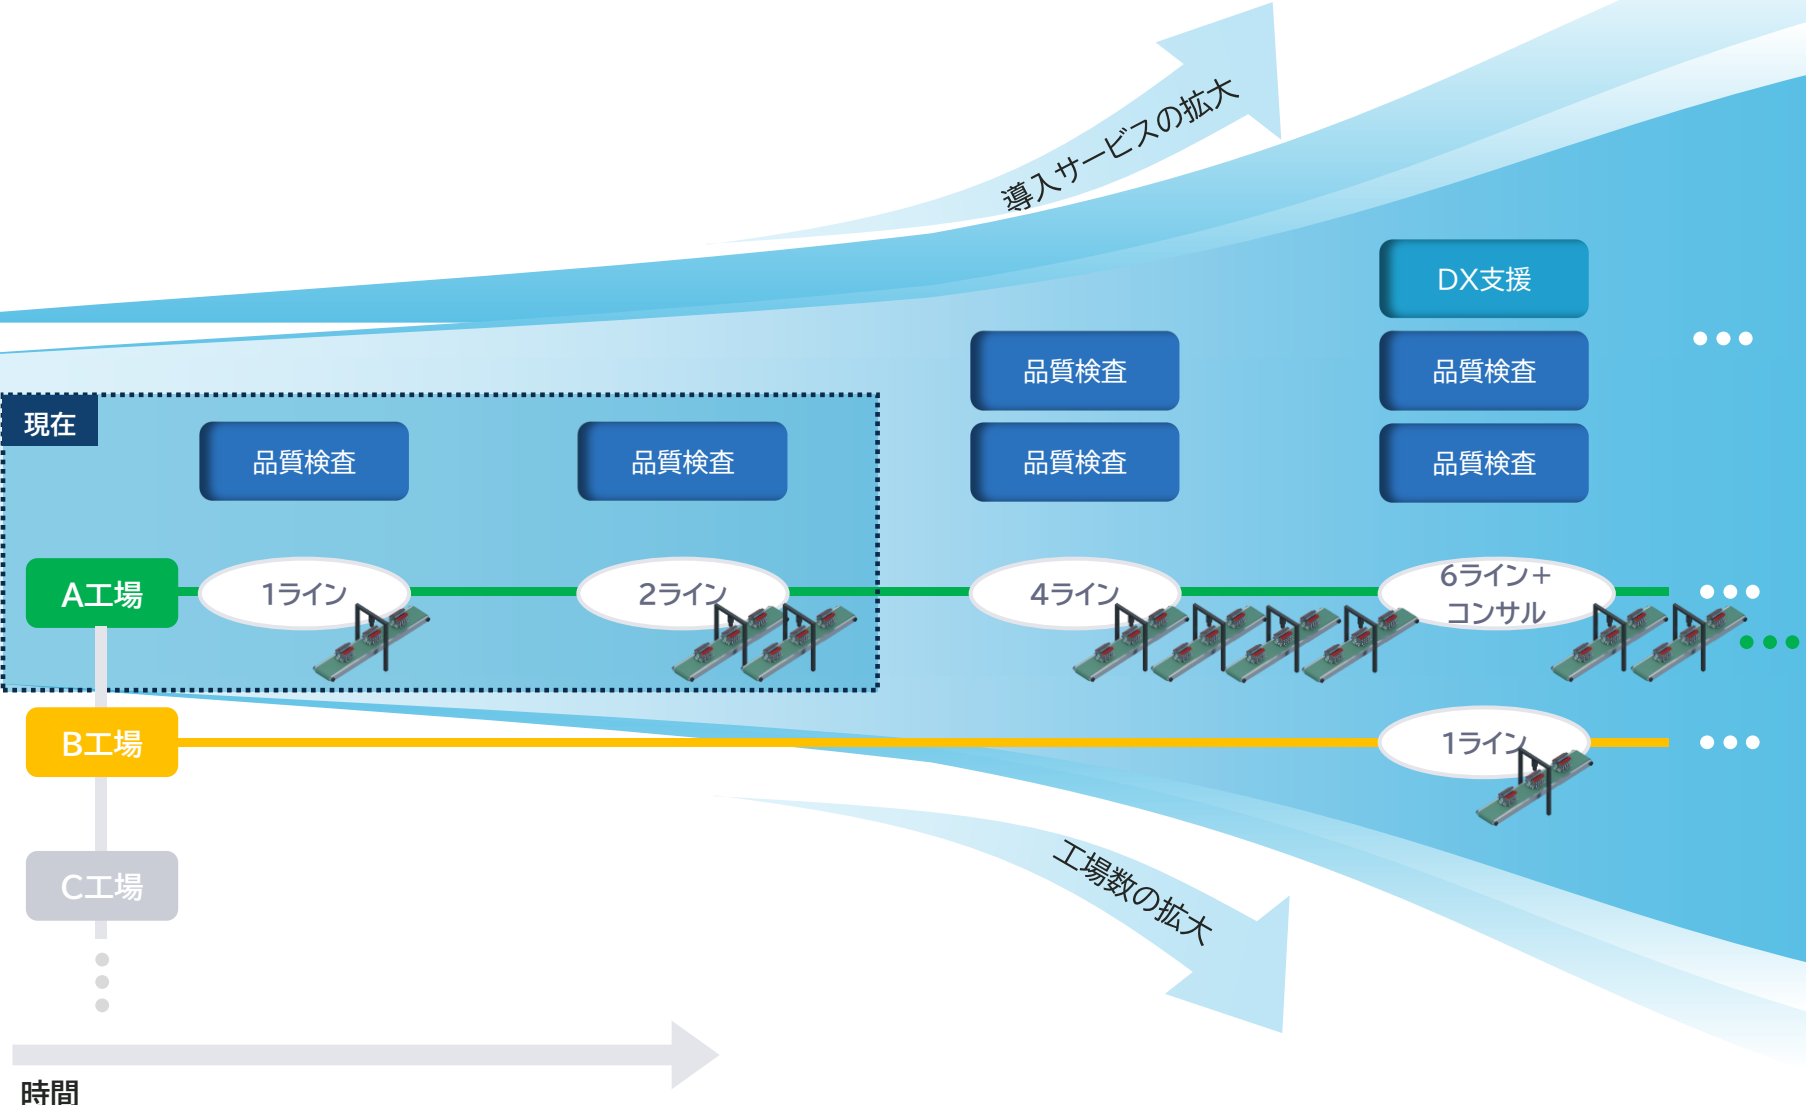 導入サービスの拡大
DX支援
品質検査
品質検査
現在
品質検査
品質検査
品質検査
品質検査
A工場
1ライン
2ライン
4ライン
6ライン＋
コンサル
B工場
1ライン
C工場
工場数の拡大
時間